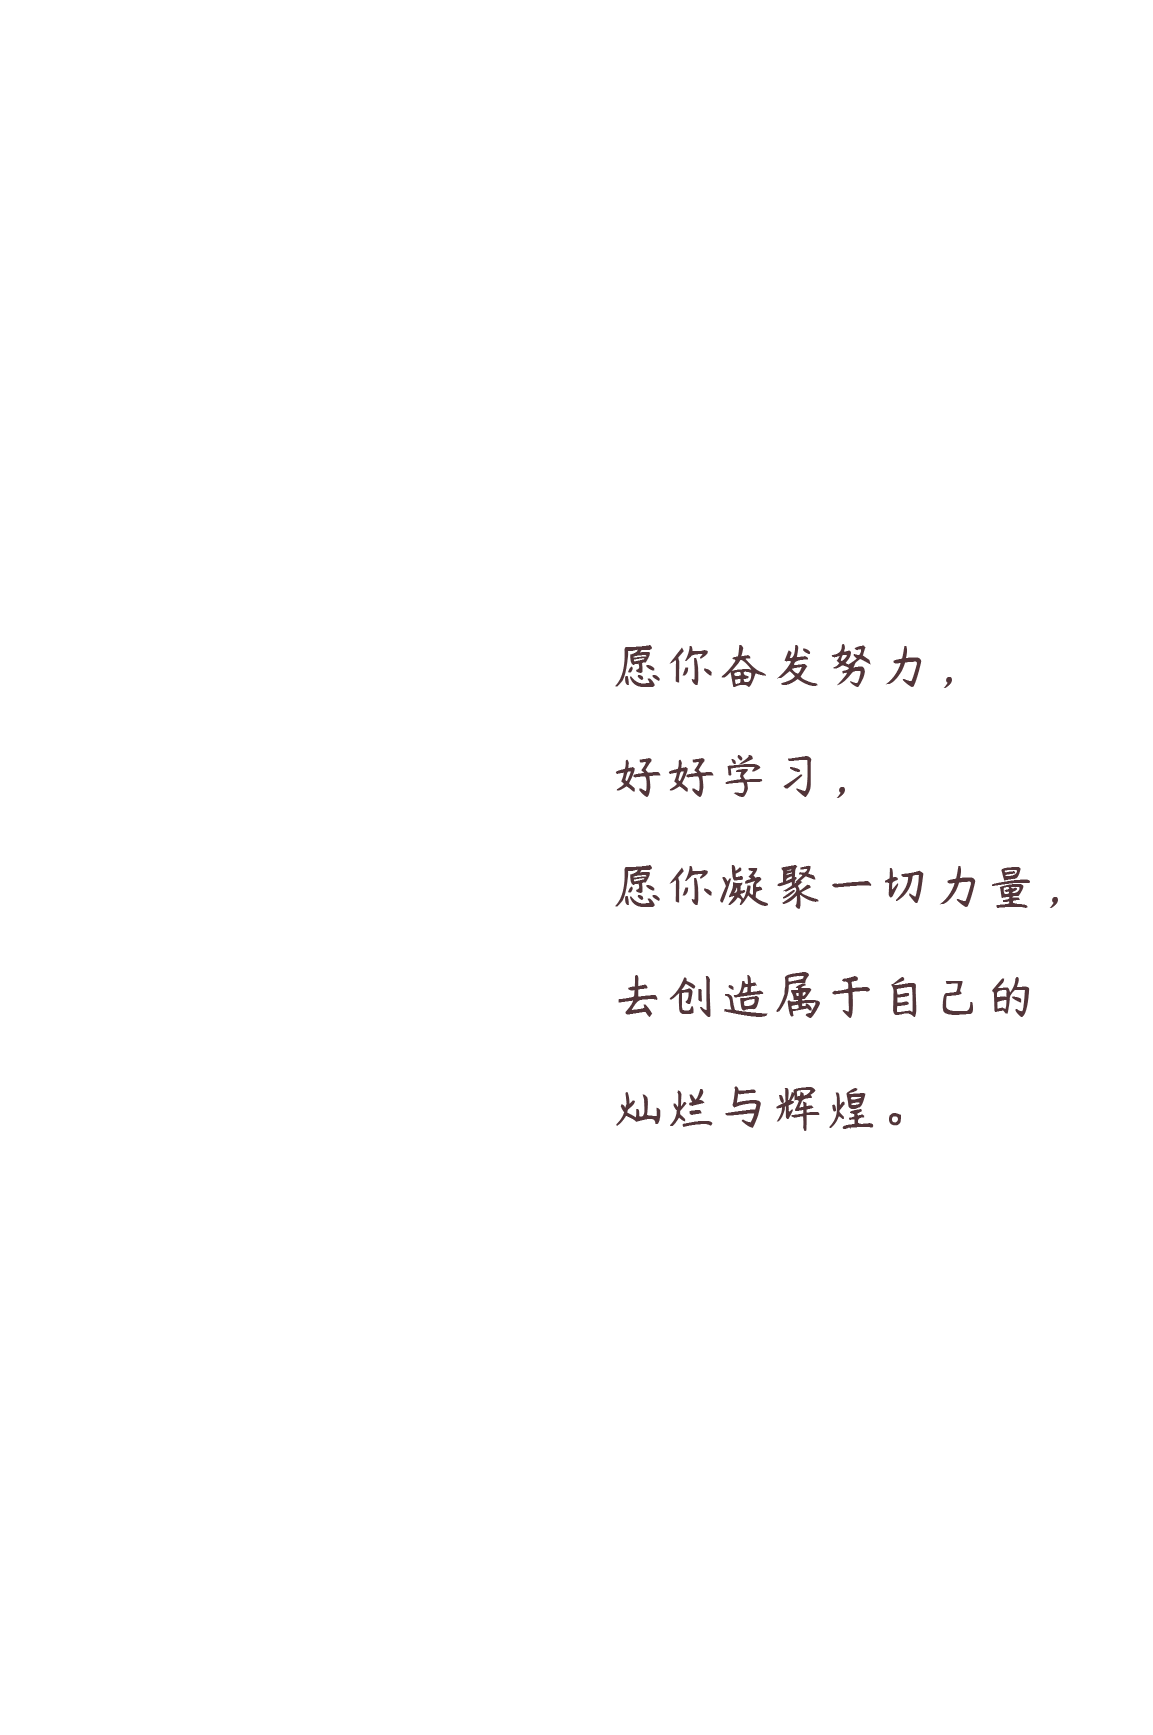 愿你奋发努力，
好好学习，
愿你凝聚一切力量，
去创造属于自己的
灿烂与辉煌。